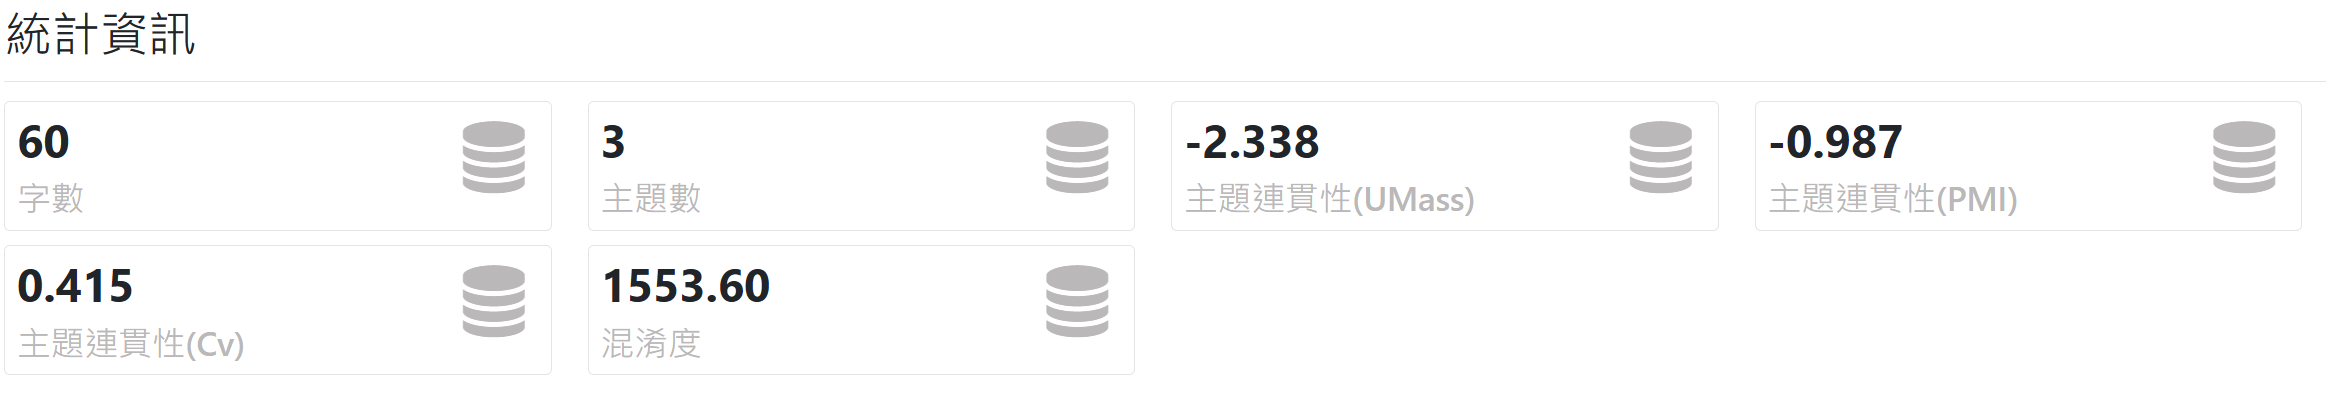 統計資訊
60
字數
3
主題數
-2.338
主題連貫性(UMass)
-0.987
主題連貫性(PMI)
0.415
主題連貫性(Cv)
1553.60
混淆度